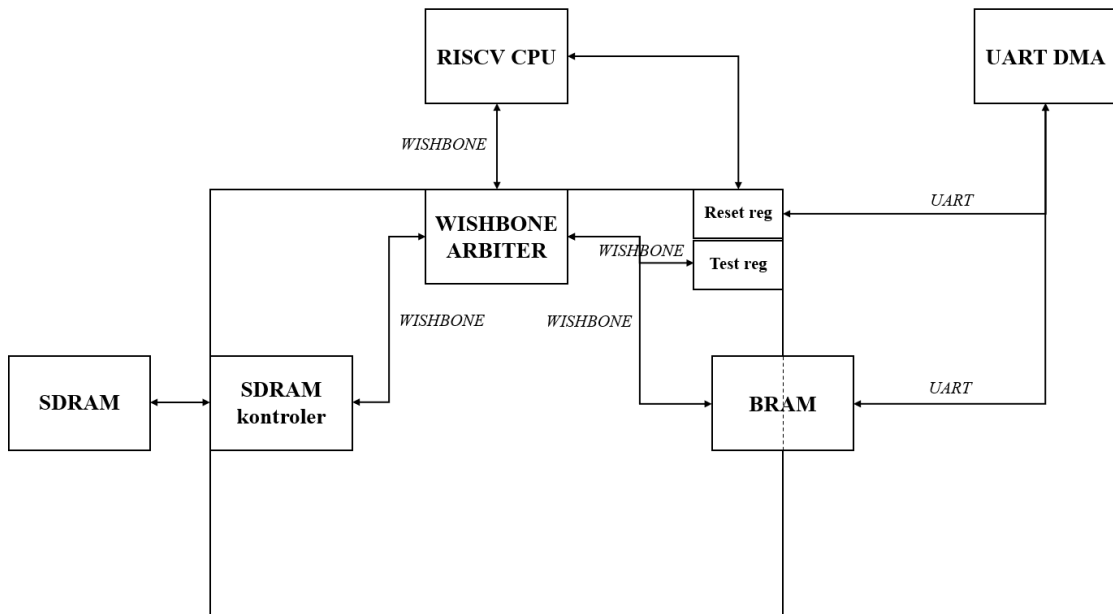 RISCV CPU
UART DMA
WISHBONE
WISHBONE
ARBITER
Reset reg
UART
WISHBONE
Test reg
WISHBONE
WISHBONE
SDRAM
SDRAM
kontroler
BRAM
UART